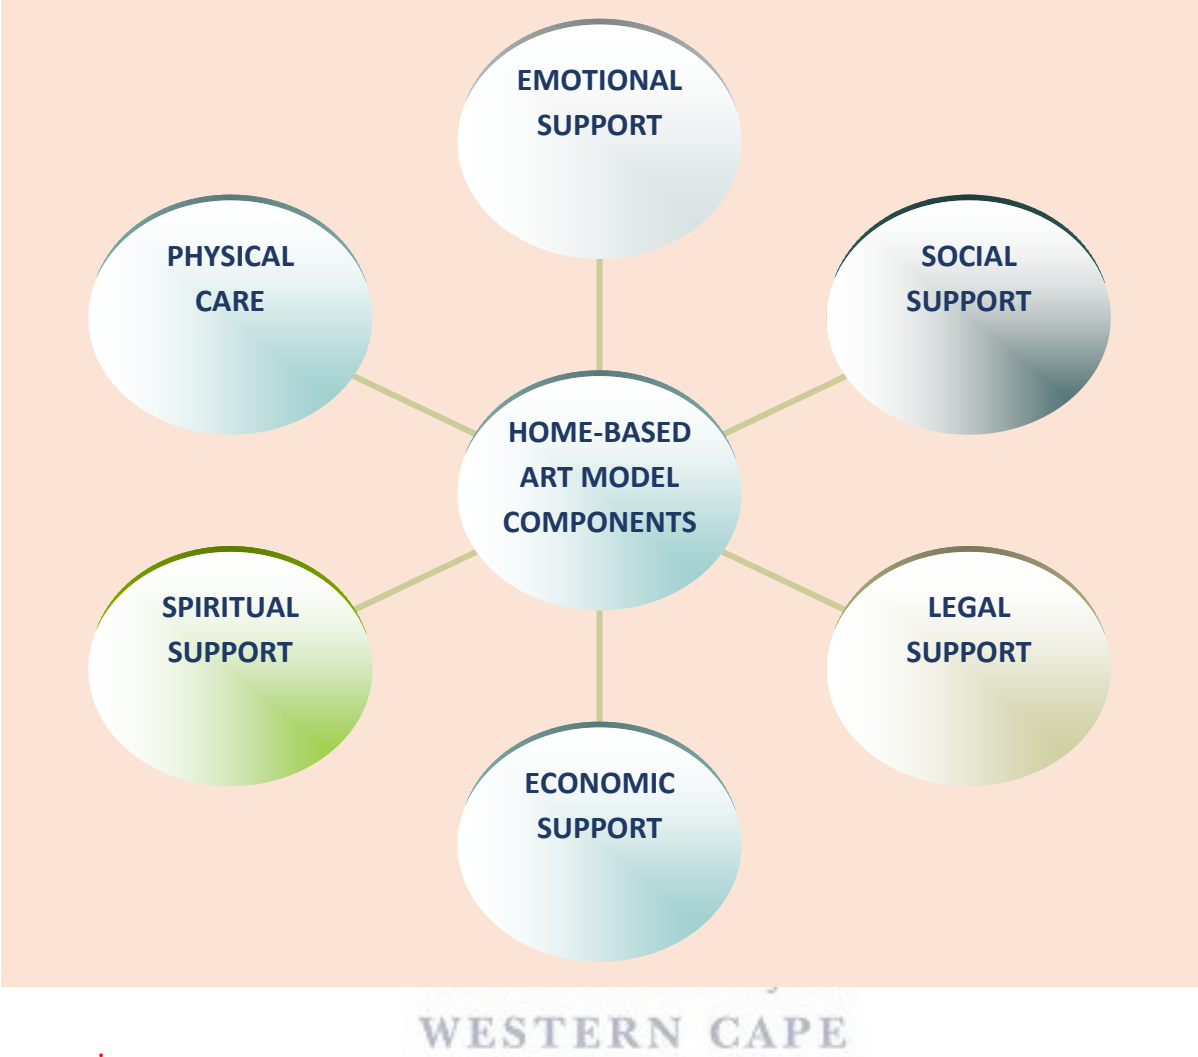 EMOTIONAL
SUPPORT
SOCIAL
SUPPORT
LEGAL
SUPPORT
ECONOMIC
SUPPORT
SPIRITUAL
SUPPORT
PHYSICAL
CARE
HOME-BASED
ART MODEL
COMPONENTS
WESTERN CAPE